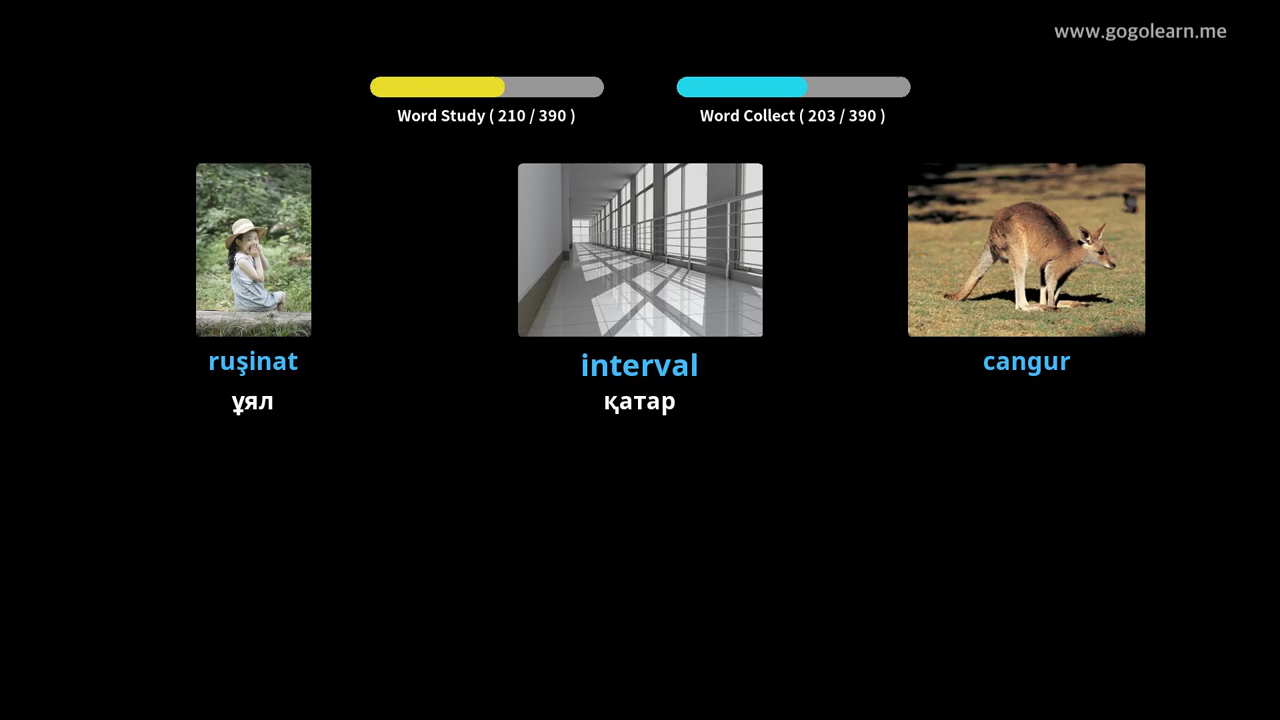 www.gogolearn.me
Word Study ( 210 / 390 )
Word Collect ( 203 / 390 )
ruşinat
interval
cangur
ұял
қатар